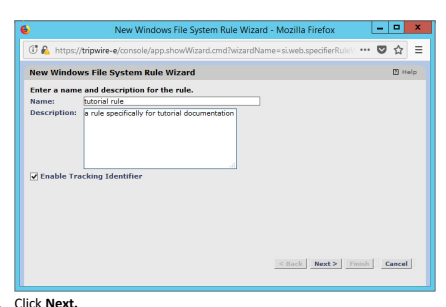 New Windows File System Rule Wizard - Mozilla Firefox
https://tripwire-e/console/app.showWizard.cmd?wizardName=si.web.specifierRule
New Windows File System Rule Wizard
Help
Enter a name and description for the rule.
Name: tutorial rule
Description: a rule specifically for tutorial documentation
Enable Tracking Identifier
< Back Next > Finish Cancel
Click Next.